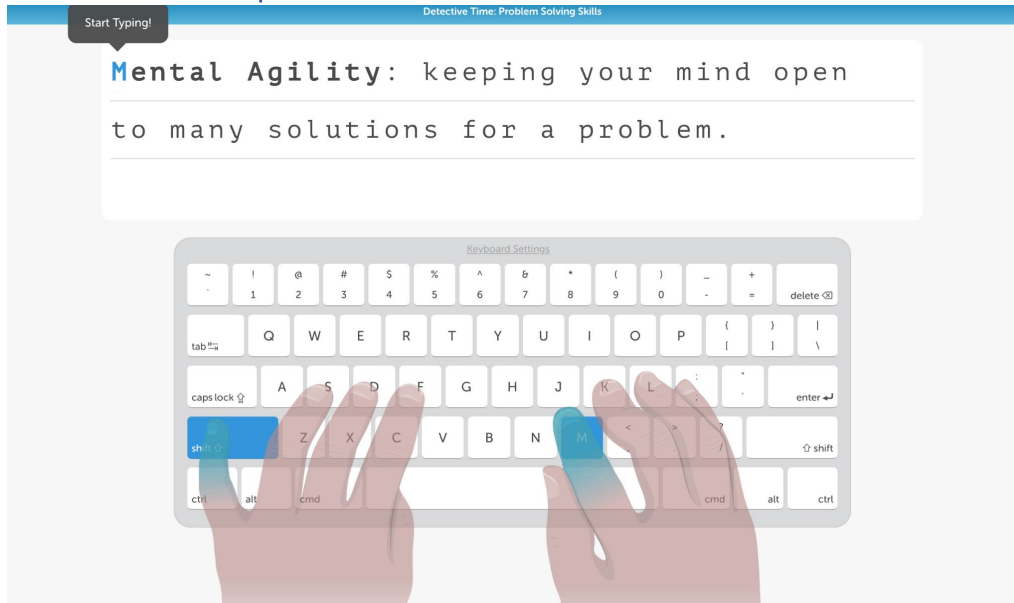 Detective Time: Problem Solving Skills
Start Typing!
Mental Agility: keeping your mind open
to many solutions for a problem.
Keyboard Settings
~ ! @ # $ % ^ & * ( ) _ +
` 1 2 3 4 5 6 7 8 9 0 - = delete
{ } |
tab Q W E R T Y U I O P [ ] \
caps lock A S D F G H J K L : ; " ' enter
< > ?
shift Z X C V B N M , . / shift
ctrl alt cmd cmd alt ctrl